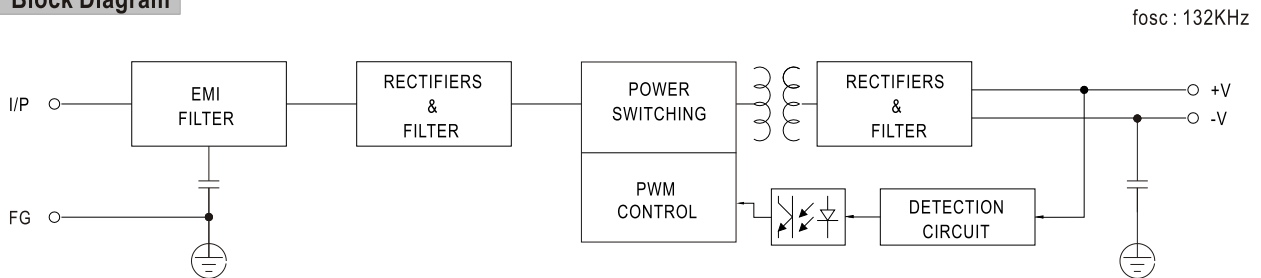 Block Diagram
fosc : 132KHz
I/P
EMI
FILTER
RECTIFIERS
&
FILTER
POWER
SWITCHING
RECTIFIERS
&
FILTER
+V
-V
PWM
CONTROL
DETECTION
CIRCUIT
FG